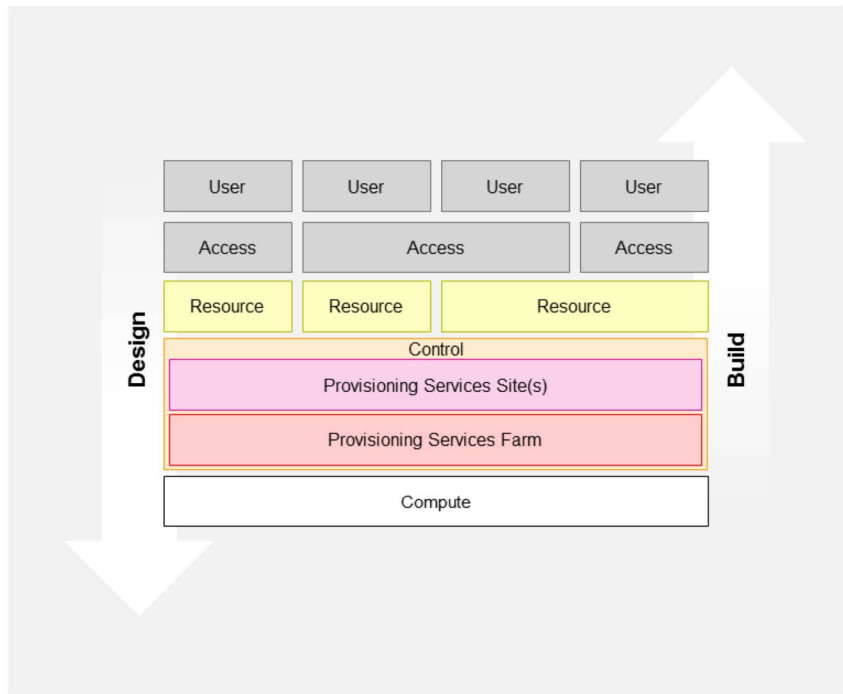 User
User
User
User
Access
Access
Access
Resource
Resource
Resource
Control
Provisioning Services Site(s)
Provisioning Services Farm
Compute
Design
Build